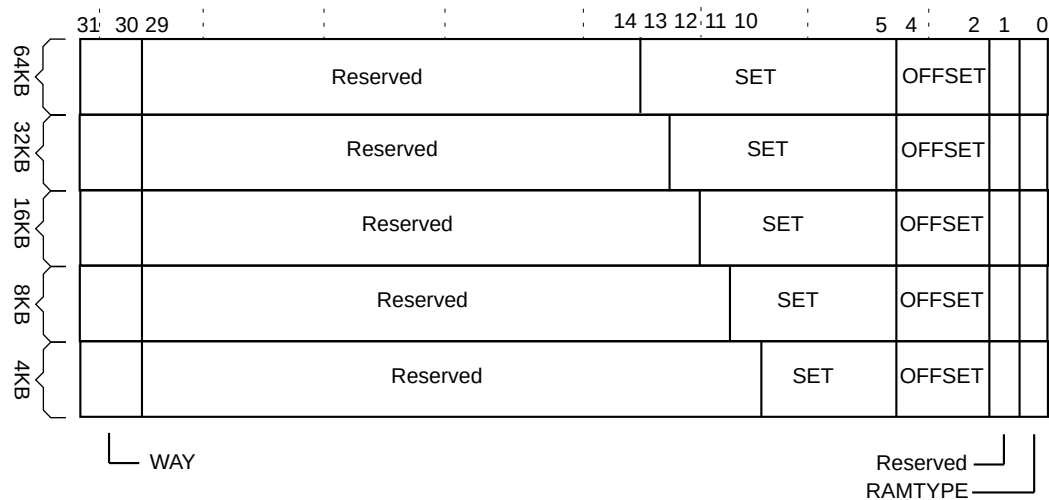 31 30 29 14 13 12 11 10 5 4 2 1 0
64KB Reserved SET OFFSET
32KB Reserved SET OFFSET
16KB Reserved SET OFFSET
8KB Reserved SET OFFSET
4KB Reserved SET OFFSET
WAY
Reserved
RAMTYPE